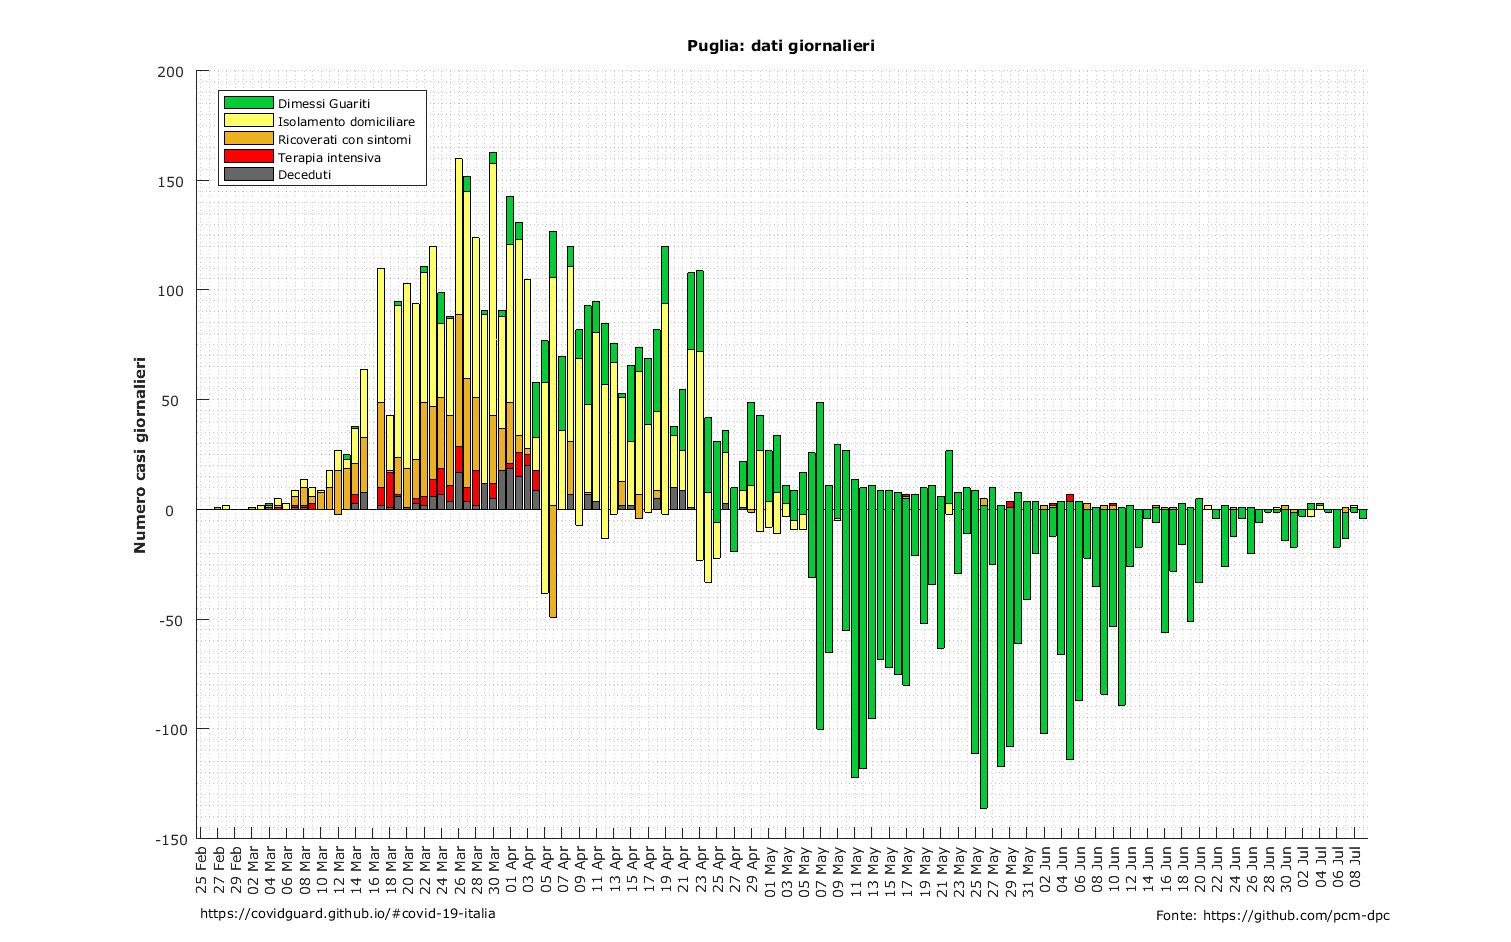 Puglia: dati giornalieri
200
150
100
50
0
-50
-100
-150
Numero casi giornalieri
Dimessi Guariti
Isolamento domiciliare
Ricoverati con sintomi
Terapia intensiva
Deceduti
25 Feb
27 Feb
29 Feb
02 Mar
04 Mar
06 Mar
08 Mar
10 Mar
12 Mar
14 Mar
16 Mar
18 Mar
20 Mar
22 Mar
24 Mar
26 Mar
28 Mar
30 Mar
01 Apr
03 Apr
05 Apr
07 Apr
09 Apr
11 Apr
13 Apr
15 Apr
17 Apr
19 Apr
21 Apr
23 Apr
25 Apr
27 Apr
29 Apr
01 May
03 May
05 May
07 May
09 May
11 May
13 May
15 May
17 May
19 May
21 May
23 May
25 May
27 May
29 May
31 May
02 Jun
04 Jun
06 Jun
08 Jun
10 Jun
12 Jun
14 Jun
16 Jun
18 Jun
20 Jun
22 Jun
24 Jun
26 Jun
28 Jun
30 Jun
02 Jul
04 Jul
06 Jul
08 Jul
https://covidguard.github.io/#covid-19-italia
Fonte: https://github.com/pcm-dpc